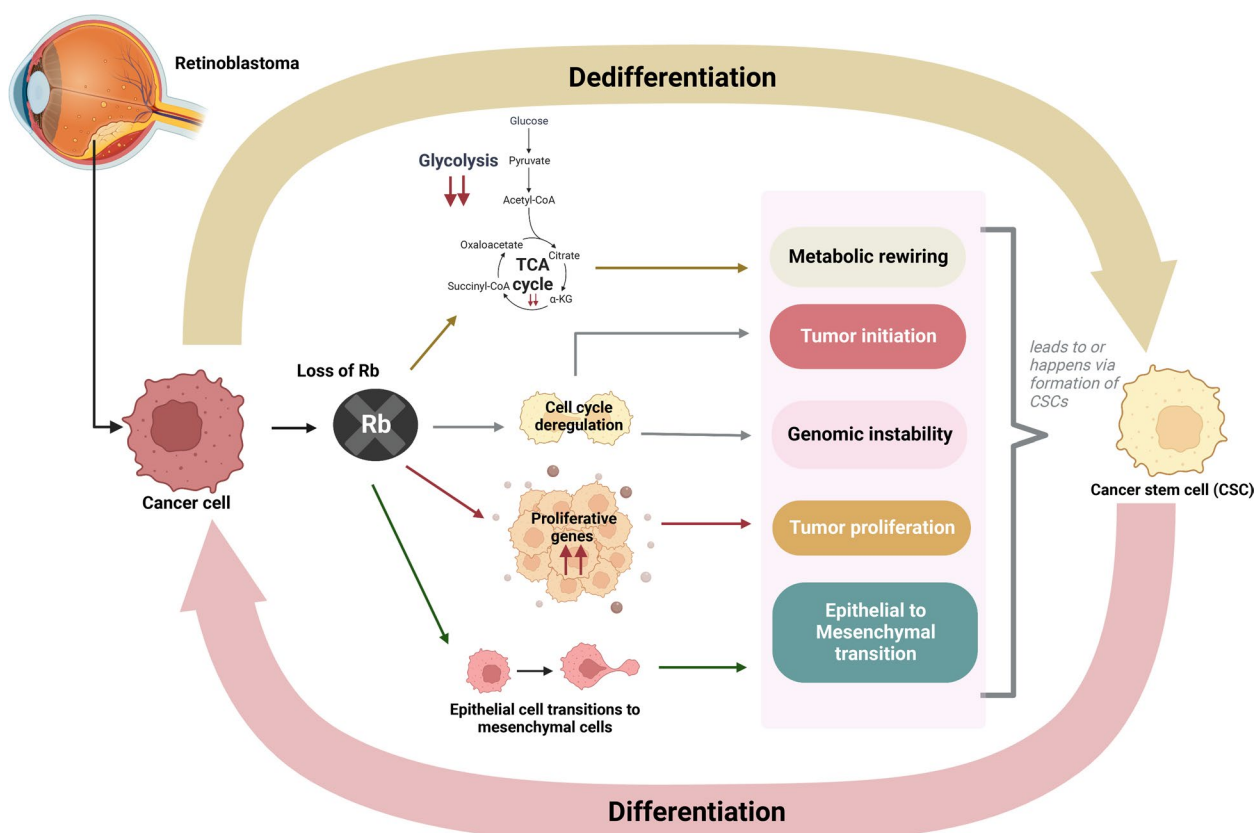 Retinoblastoma
Dedifferentiation
Glucose
Glycolysis
Pyruvate
Acetyl-CoA
Oxaloacetate
Citrate
TCA
cycle
Succinyl-CoA
α-KG
Metabolic rewiring
Tumor initiation
Loss of Rb
Rb
Cell cycle
deregulation
Genomic instability
leads to or
happens via
formation of
CSCs
Cancer cell
Cancer stem cell (CSC)
Proliferative
genes
Tumor proliferation
Epithelial to
Mesenchymal
transition
Epithelial cell transitions to
mesenchymal cells
Differentiation